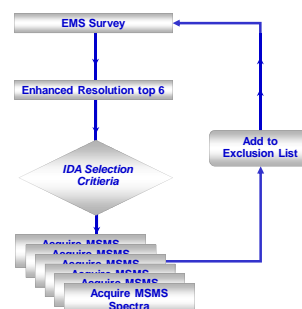 EMS Survey
Enhanced Resolution top 6
IDA Selection
Critieria
Add to
Exclusion List
Acquire MSMS
Acquire MSMS
Acquire MSMS
Acquire MSMS
Acquire MSMS
Acquire MSMS
Spectra